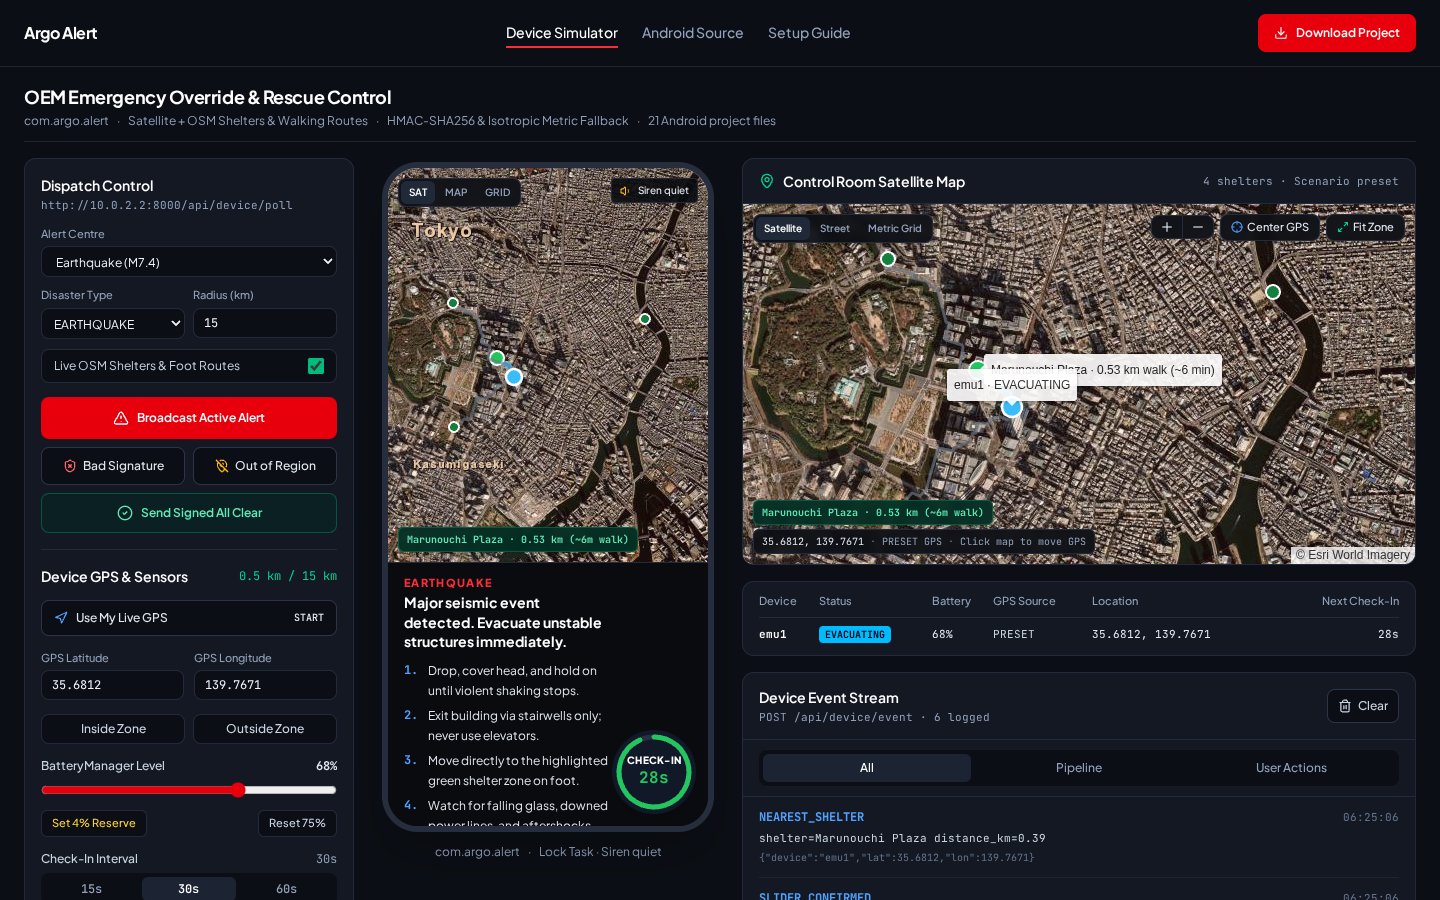 Argo Alert
Device Simulator
Android Source
Setup Guide
Download Project
OEM Emergency Override & Rescue Control
com.argo.alert · Satellite + OSM Shelters & Walking Routes · HMAC-SHA256 & Isotropic Metric Fallback · 21 Android project files
Dispatch Control
http://10.0.2.2:8000/api/device/poll
Alert Centre
Earthquake (M7.4)
Disaster Type
Radius (km)
EARTHQUAKE
15
Live OSM Shelters & Foot Routes
Broadcast Active Alert
Bad Signature
Out of Region
Send Signed All Clear
Device GPS & Sensors
0.5 km / 15 km
Use My Live GPS
START
GPS Latitude
GPS Longitude
35.6812
139.7671
Inside Zone
Outside Zone
BatteryManager Level
68%
Set 4% Reserve
Reset 75%
Check-In Interval
30s
15s
30s
60s
SAT
MAP
GRID
Siren quiet
Tokyo
Kasumigaseki
Marunouchi Plaza · 0.53 km (~6m walk)
EARTHQUAKE
Major seismic event
detected. Evacuate unstable
structures immediately.
1. Drop, cover head, and hold on
until violent shaking stops.
2. Exit building via stairwells only;
never use elevators.
3. Move directly to the highlighted
green shelter zone on foot.
4. Watch for falling glass, downed
power lines, and aftershocks.
CHECK-IN
28s
com.argo.alert · Lock Task · Siren quiet
Control Room Satellite Map
4 shelters · Scenario preset
Satellite
Street
Metric Grid
+
−
Center GPS
Fit Zone
Marunouchi Plaza · 0.53 km walk (~6 min)
emu1 · EVACUATING
Marunouchi Plaza · 0.53 km (~6m walk)
35.6812, 139.7671 · PRESET GPS · Click map to move GPS
© Esri World Imagery
Device Status Battery GPS Source Location Next Check-In
emu1 EVACUATING 68% PRESET 35.6812, 139.7671 28s
Device Event Stream
POST /api/device/event · 6 logged
Clear
All
Pipeline
User Actions
NEAREST_SHELTER
06:25:06
shelter=Marunouchi Plaza distance_km=0.39
{"device":"emu1","lat":35.6812,"lon":139.7671}
SLIDER_CONFIRMED
06:25:06